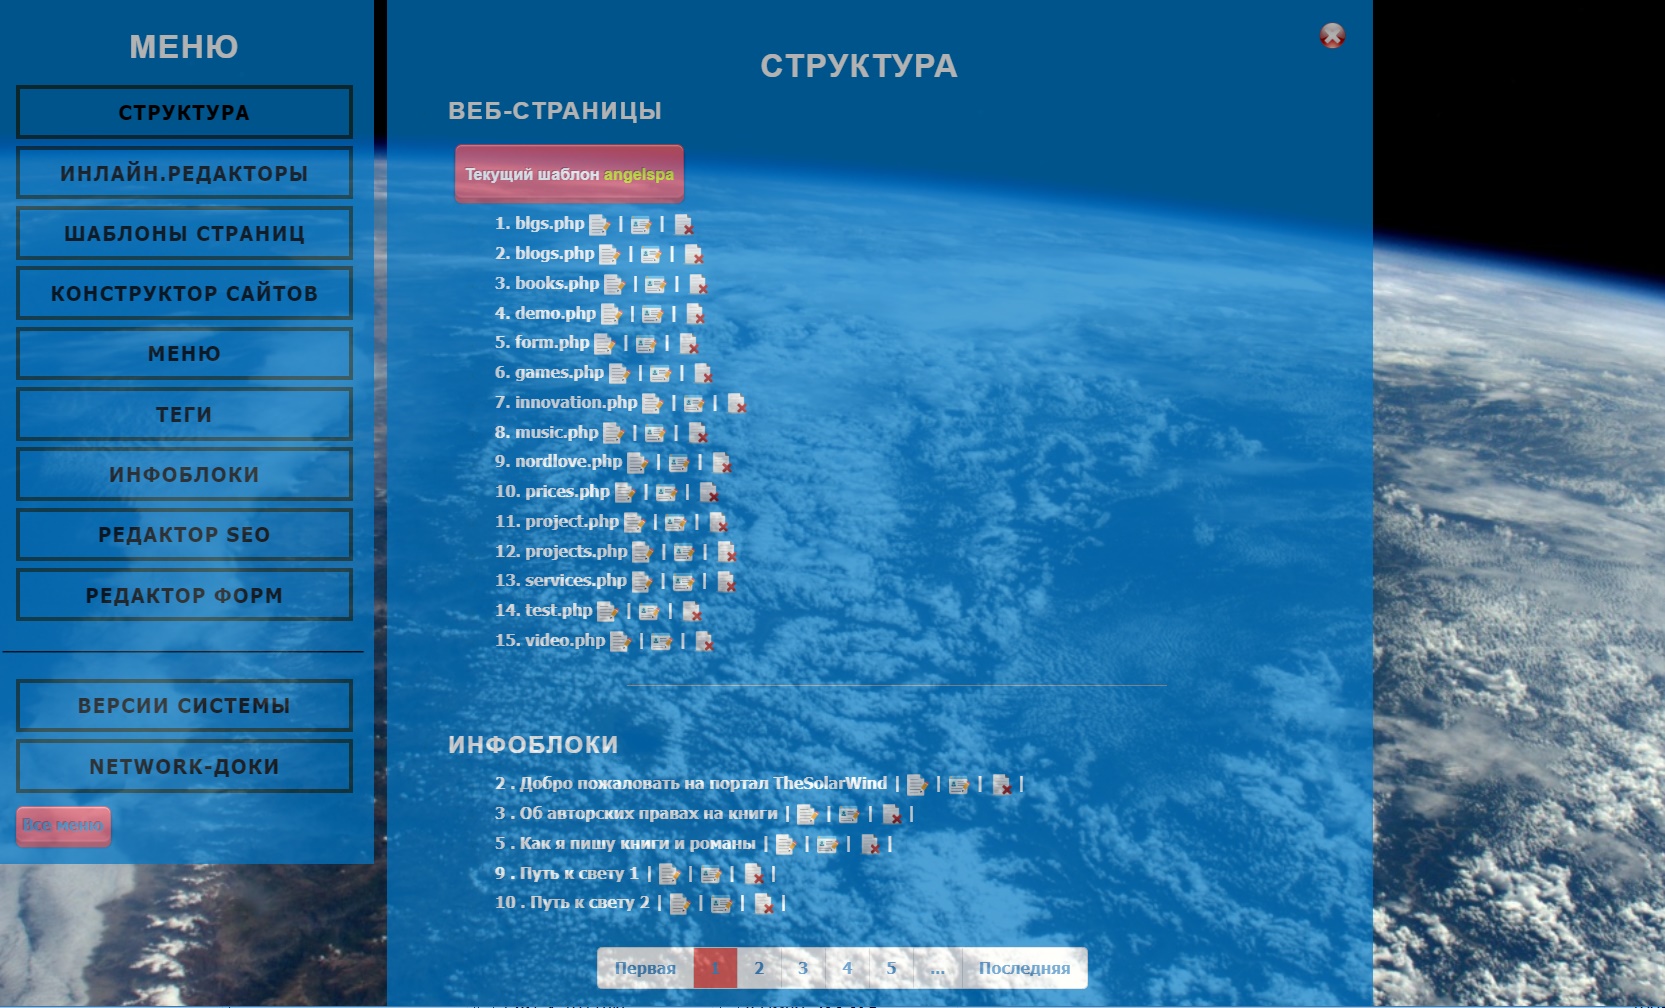 МЕНЮ
СТРУКТУРА
ИНЛАЙН.РЕДАКТОРЫ
ШАБЛОНЫ СТРАНИЦ
КОНСТРУКТОР САЙТОВ
МЕНЮ
ТЕГИ
ИНФОБЛОКИ
РЕДАКТОР SEO
РЕДАКТОР ФОРМ
ВЕРСИИ СИСТЕМЫ
NETWORK-ДОКИ
Все меню
СТРУКТУРА
ВЕБ-СТРАНИЦЫ
Текущий шаблон angelspa
1. blgs.php | |
2. blogs.php | |
3. books.php | |
4. demo.php | |
5. form.php | |
6. games.php | |
7. innovation.php | |
8. music.php | |
9. nordlove.php | |
10. prices.php | |
11. project.php | |
12. projects.php | |
13. services.php | |
14. test.php | |
15. video.php | |
ИНФОБЛОКИ
2 . Добро пожаловать на портал TheSolarWind | | | |
3 . Об авторских правах на книги | | | |
5 . Как я пишу книги и романы | | | |
9 . Путь к свету 1 | | | |
10 . Путь к свету 2 | | | |
Первая 1 2 3 4 5 ... Последняя